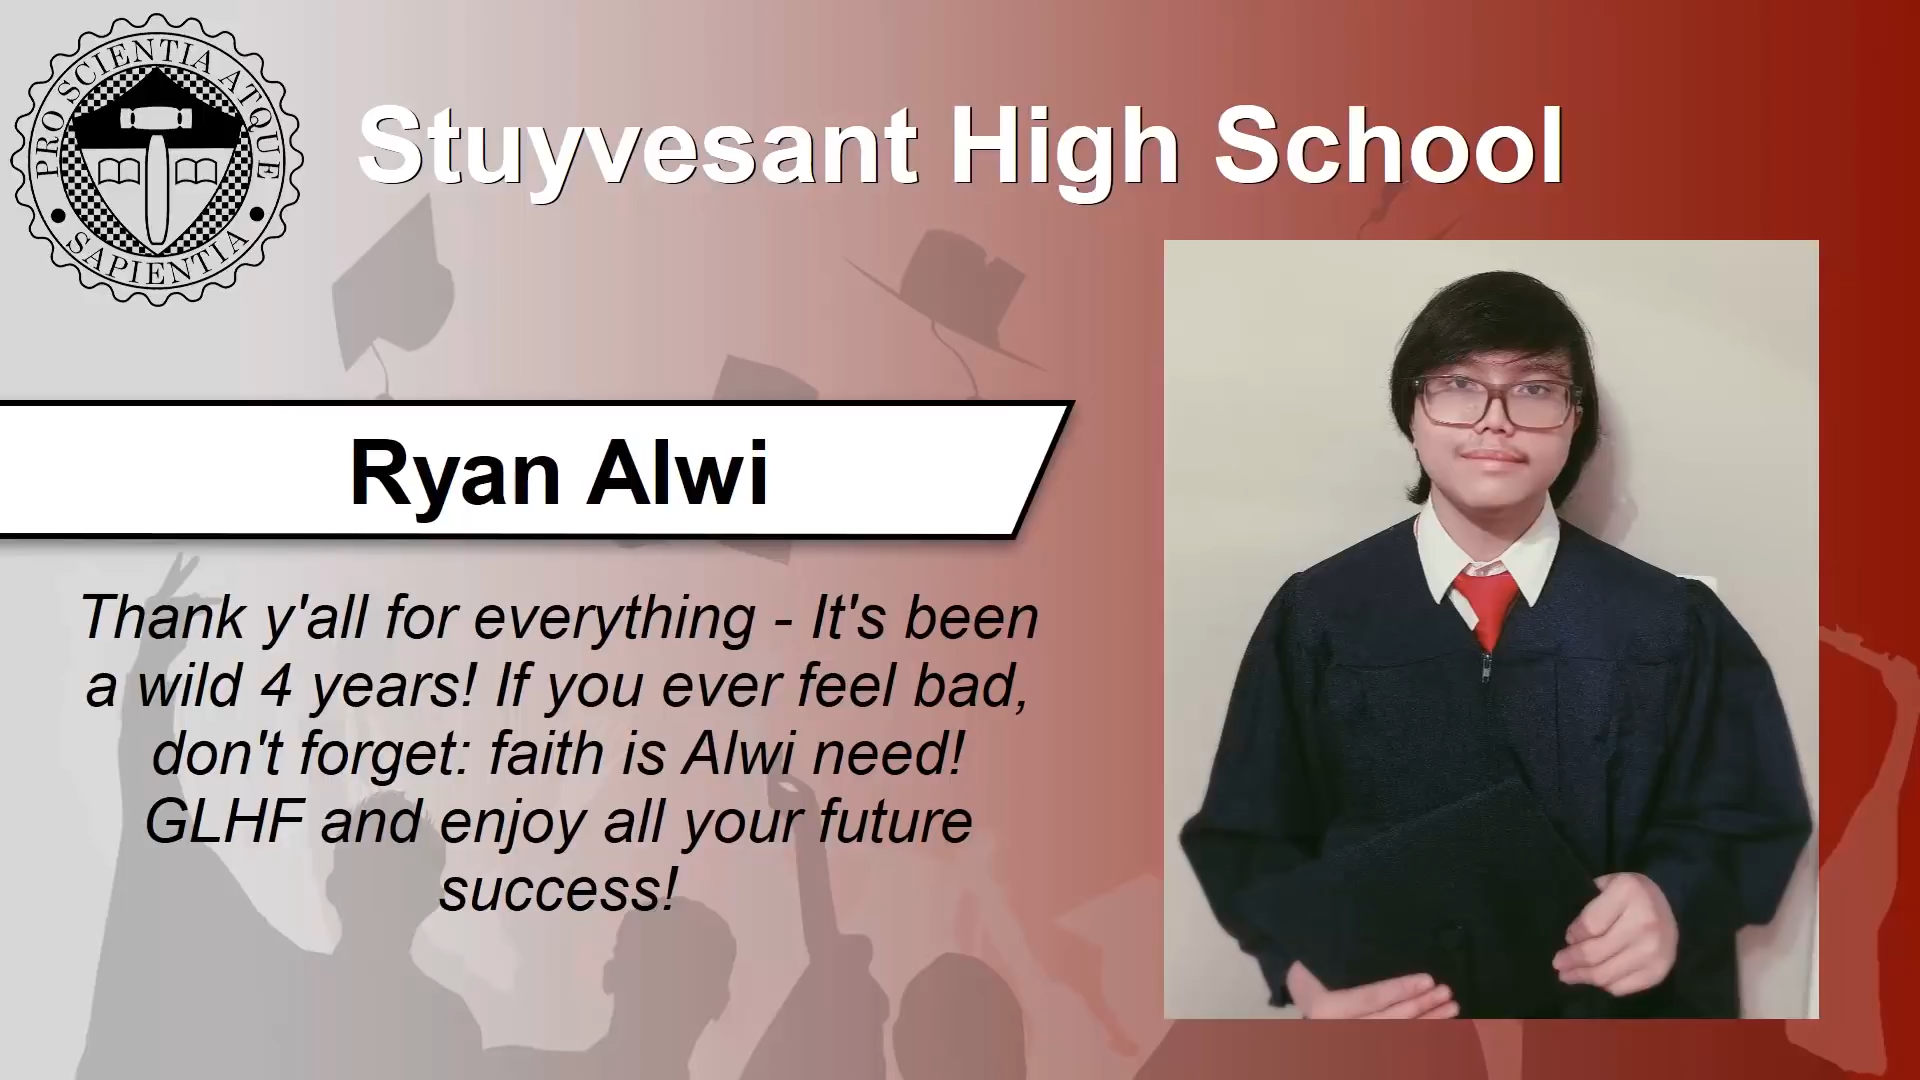 PRO SCIENTIA ATQUE
SAPIENTIA
Stuyvesant High School
Ryan Alwi
Thank y'all for everything - It's been
a wild 4 years! If you ever feel bad,
don't forget: faith is Alwi need!
GLHF and enjoy all your future
success!